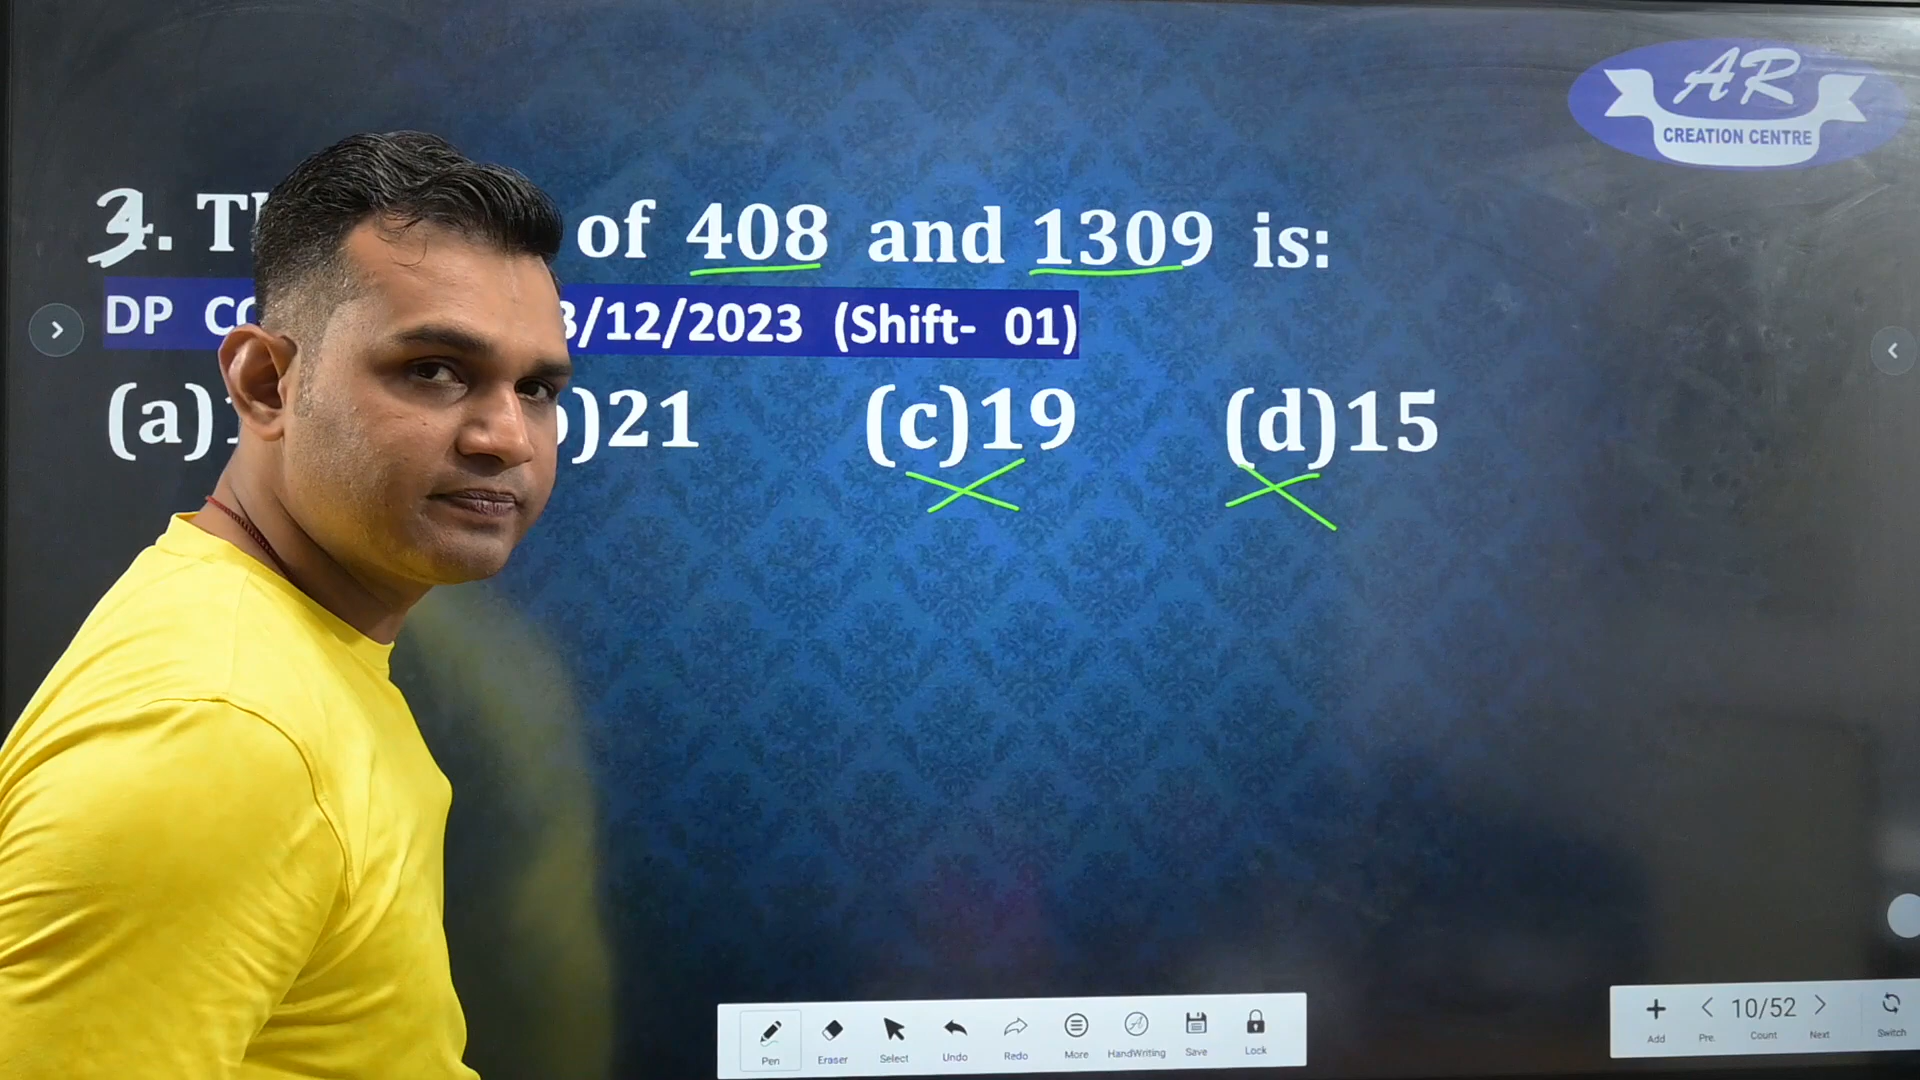 AR
CREATION CENTRE
3. of 408 and 1309 is:
DP 3/12/2023 (Shift- 01)
(a) )21 (c)19 (d)15
Pen Eraser Select Undo Redo More HandWriting Save Lock
10/52
Add Pre. Count Next Switch